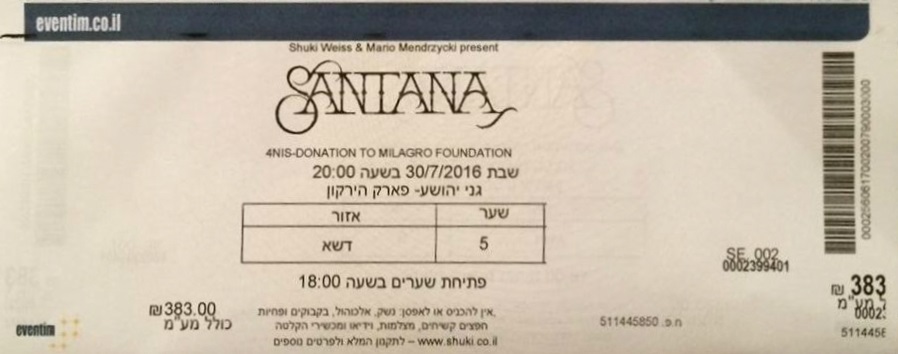 eventim.co.il
Shuki Weiss & Mario Mendrzycki present
SANTANA
4NIS-DONATION TO MILAGRO FOUNDATION
שבת 30/7/2016 בשעה 20:00
גני יהושע- פארק הירקון
שער אזור
5 דשא
פתיחת שערים בשעה 18:00
אין להכניס או לאפסן: נשק, אלכוהול, בקבוקים ופחיות,
חפצים קשיחים, מצלמות, וידיאו ומכשירי הקלטה
www.shuki.co.il – לתקנון המלא ולפרטים נוספים
₪383.00
כולל מע"מ
eventim
ח.פ. 511445850
SE, 002
0002399401
₪ 383
מע"מ
0002
511445